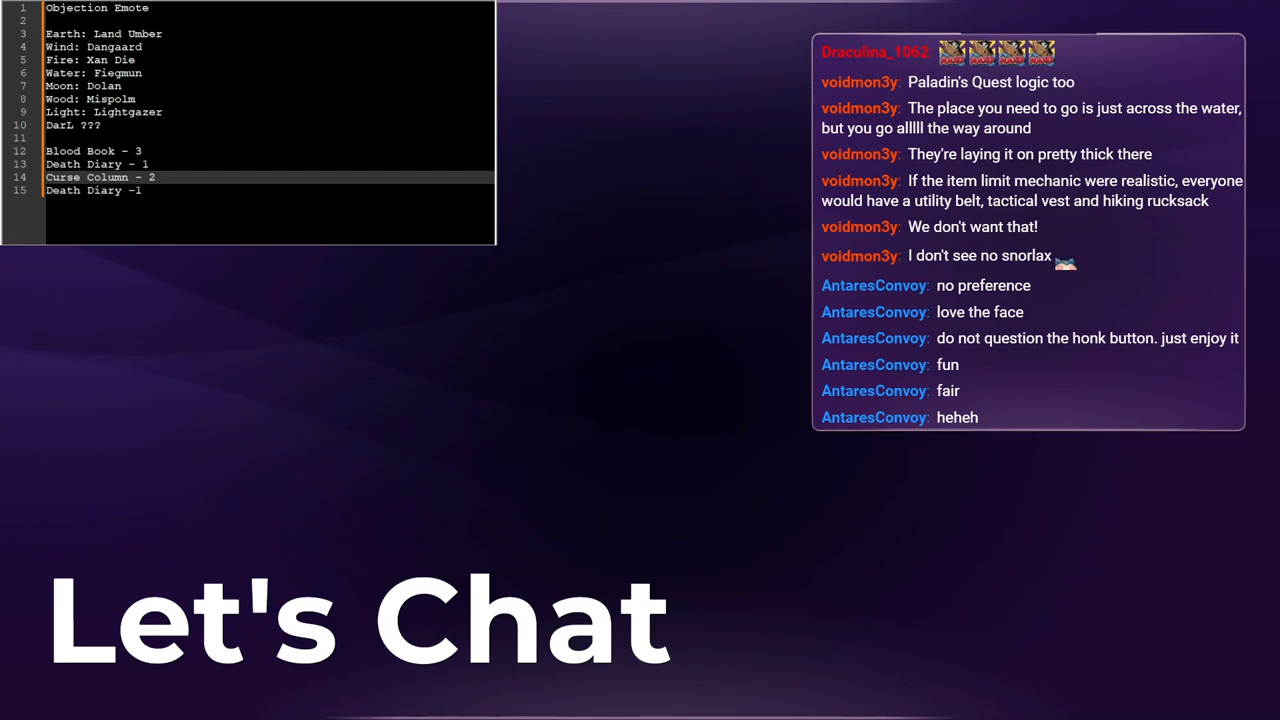 1 Objection Emote
2
3 Earth: Land Umber
4 Wind: Dangaard
5 Fire: Xan Die
6 Water: Fiegmun
7 Moon: Dolan
8 Wood: Mispolm
9 Light: Lightgazer
10 DarL ???
11
12 Blood Book - 3
13 Death Diary - 1
14 Curse Column - 2
15 Death Diary -1
Draculina_1062:
voidmon3y: Paladin's Quest logic too
voidmon3y: The place you need to go is just across the water,
but you go alllll the way around
voidmon3y: They're laying it on pretty thick there
voidmon3y: If the item limit mechanic were realistic, everyone
would have a utility belt, tactical vest and hiking rucksack
voidmon3y: We don't want that!
voidmon3y: I don't see no snorlax
AntaresConvoy: no preference
AntaresConvoy: love the face
AntaresConvoy: do not question the honk button. just enjoy it
AntaresConvoy: fun
AntaresConvoy: fair
AntaresConvoy: heheh
Let's Chat